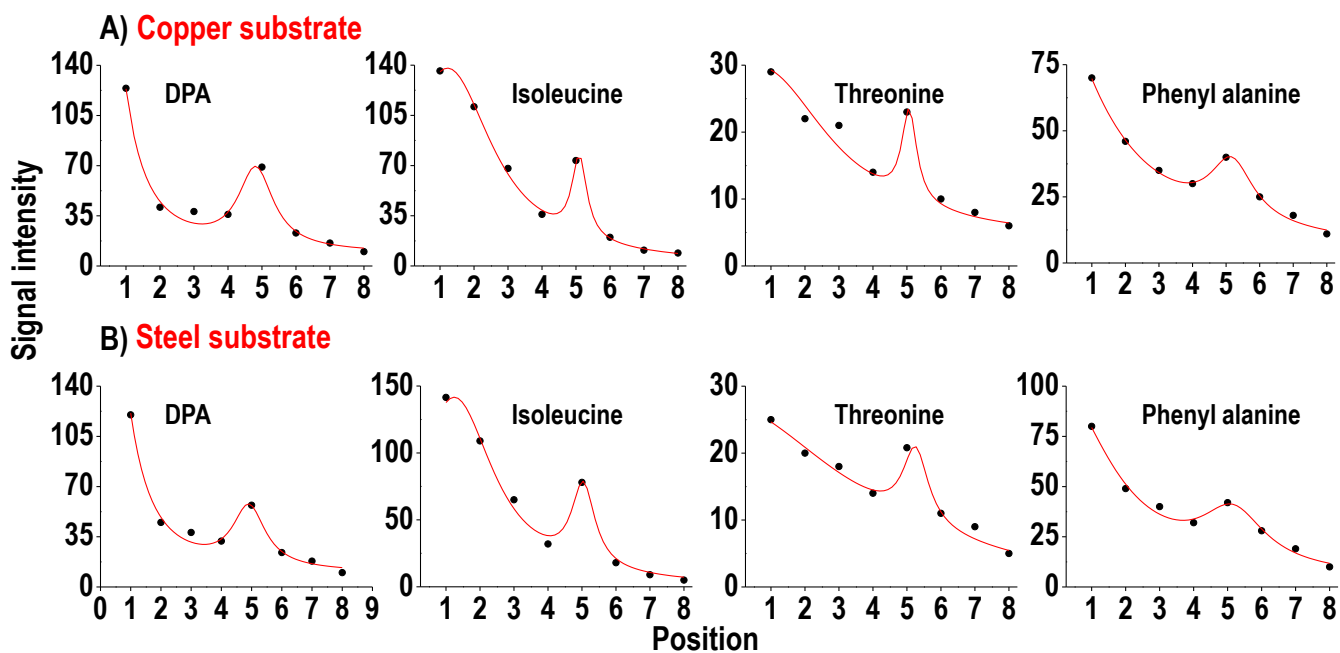 A) Copper substrate
DPA
140
105
70
35
0
1 2 3 4 5 6 7 8
Isoleucine
140
105
70
35
0
1 2 3 4 5 6 7 8
Threonine
30
20
10
0
1 2 3 4 5 6 7 8
Phenyl alanine
75
50
25
0
1 2 3 4 5 6 7 8
Signal intensity
B) Steel substrate
DPA
140
105
70
35
0
0 1 2 3 4 5 6 7 8 9
Isoleucine
150
100
50
0
1 2 3 4 5 6 7 8
Threonine
30
20
10
0
1 2 3 4 5 6 7 8
Phenyl alanine
100
75
50
25
0
1 2 3 4 5 6 7 8
Position